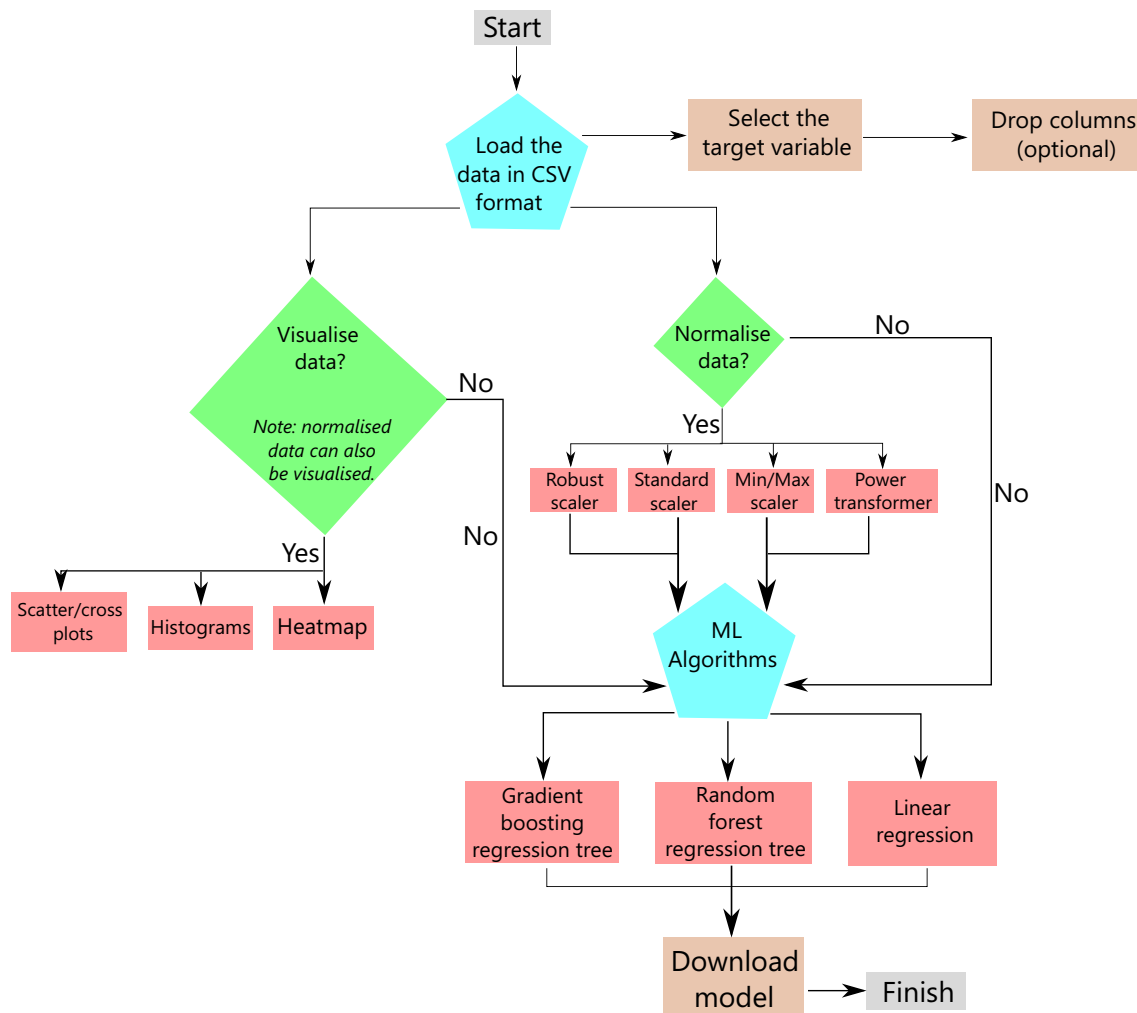 Start
Load the
data in CSV
format
Select the
target variable
Drop columns
(optional)
Visualise
data?
Note: normalised
data can also
be visualised.
No
No
Yes
Scatter/cross
plots
Histograms
Heatmap
Normalise
data?
No
No
Yes
Robust
scaler
Standard
scaler
Min/Max
scaler
Power
transformer
ML
Algorithms
Gradient
boosting
regression tree
Random
forest
regression tree
Linear
regression
Download
model
Finish